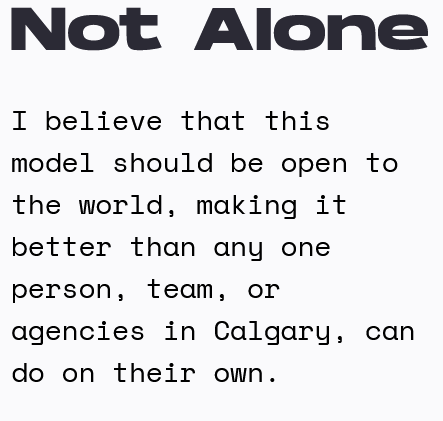 Not Alone
I believe that this
model should be open to
the world, making it
better than any one
person, team, or
agencies in Calgary, can
do on their own.